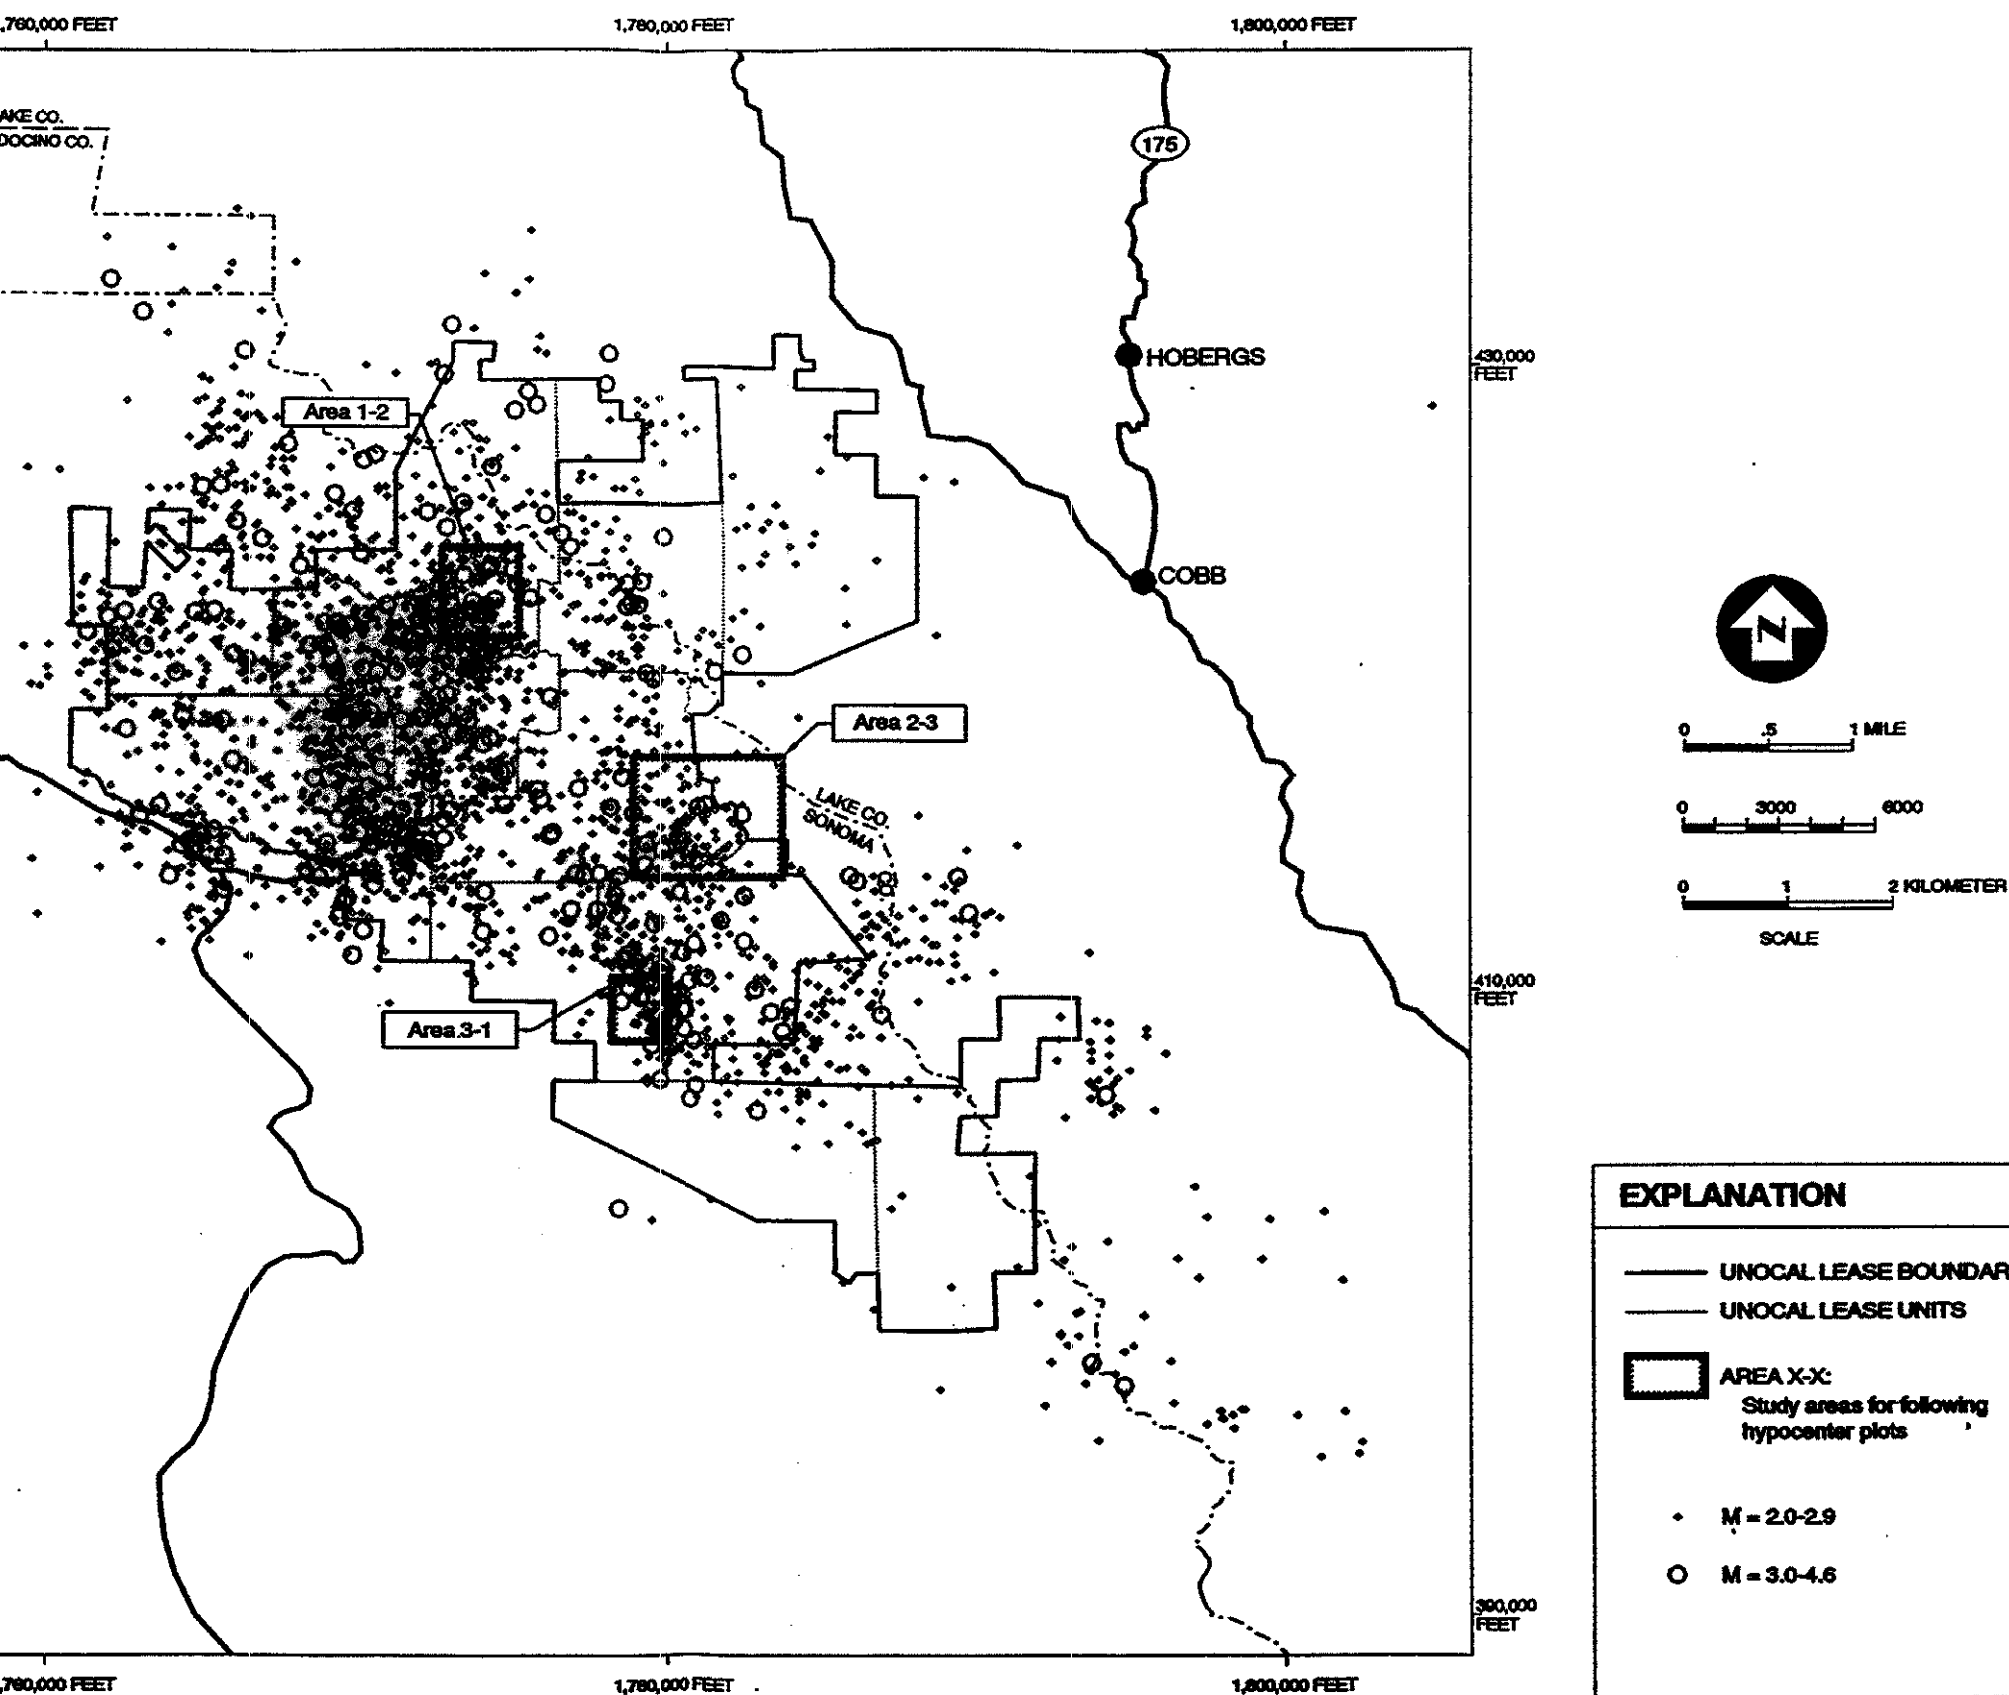 ,760,000 FEET
1,780,000 FEET
1,800,000 FEET
AKE CO.
DOCINO CO.
175
HOBERGS
430,000
FEET
Area 1-2
COBB
N
Area 2-3
LAKE CO.
SONOMA
0 .5 1 MILE
0 3000 6000
0 1 2 KILOMETER
SCALE
410,000
FEET
Area 3-1
EXPLANATION
UNOCAL LEASE BOUNDAR
UNOCAL LEASE UNITS
AREA X-X:
Study areas for following
hypocenter plots
M = 2.0-2.9
M = 3.0-4.6
390,000
FEET
,760,000 FEET
1,780,000 FEET
1,800,000 FEET